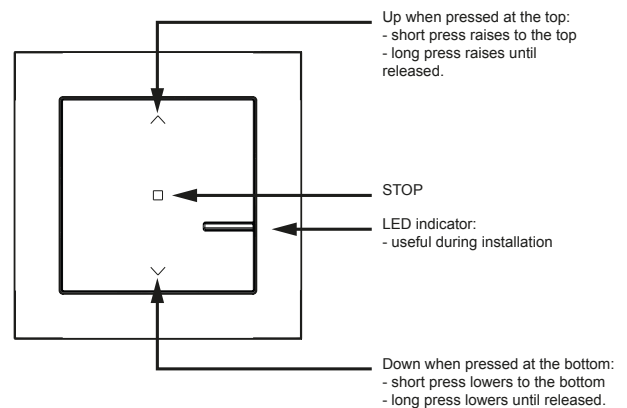 Up when pressed at the top:
- short press raises to the top
- long press raises until
released.
STOP
LED indicator:
- useful during installation
Down when pressed at the bottom:
- short press lowers to the bottom
- long press lowers until released.